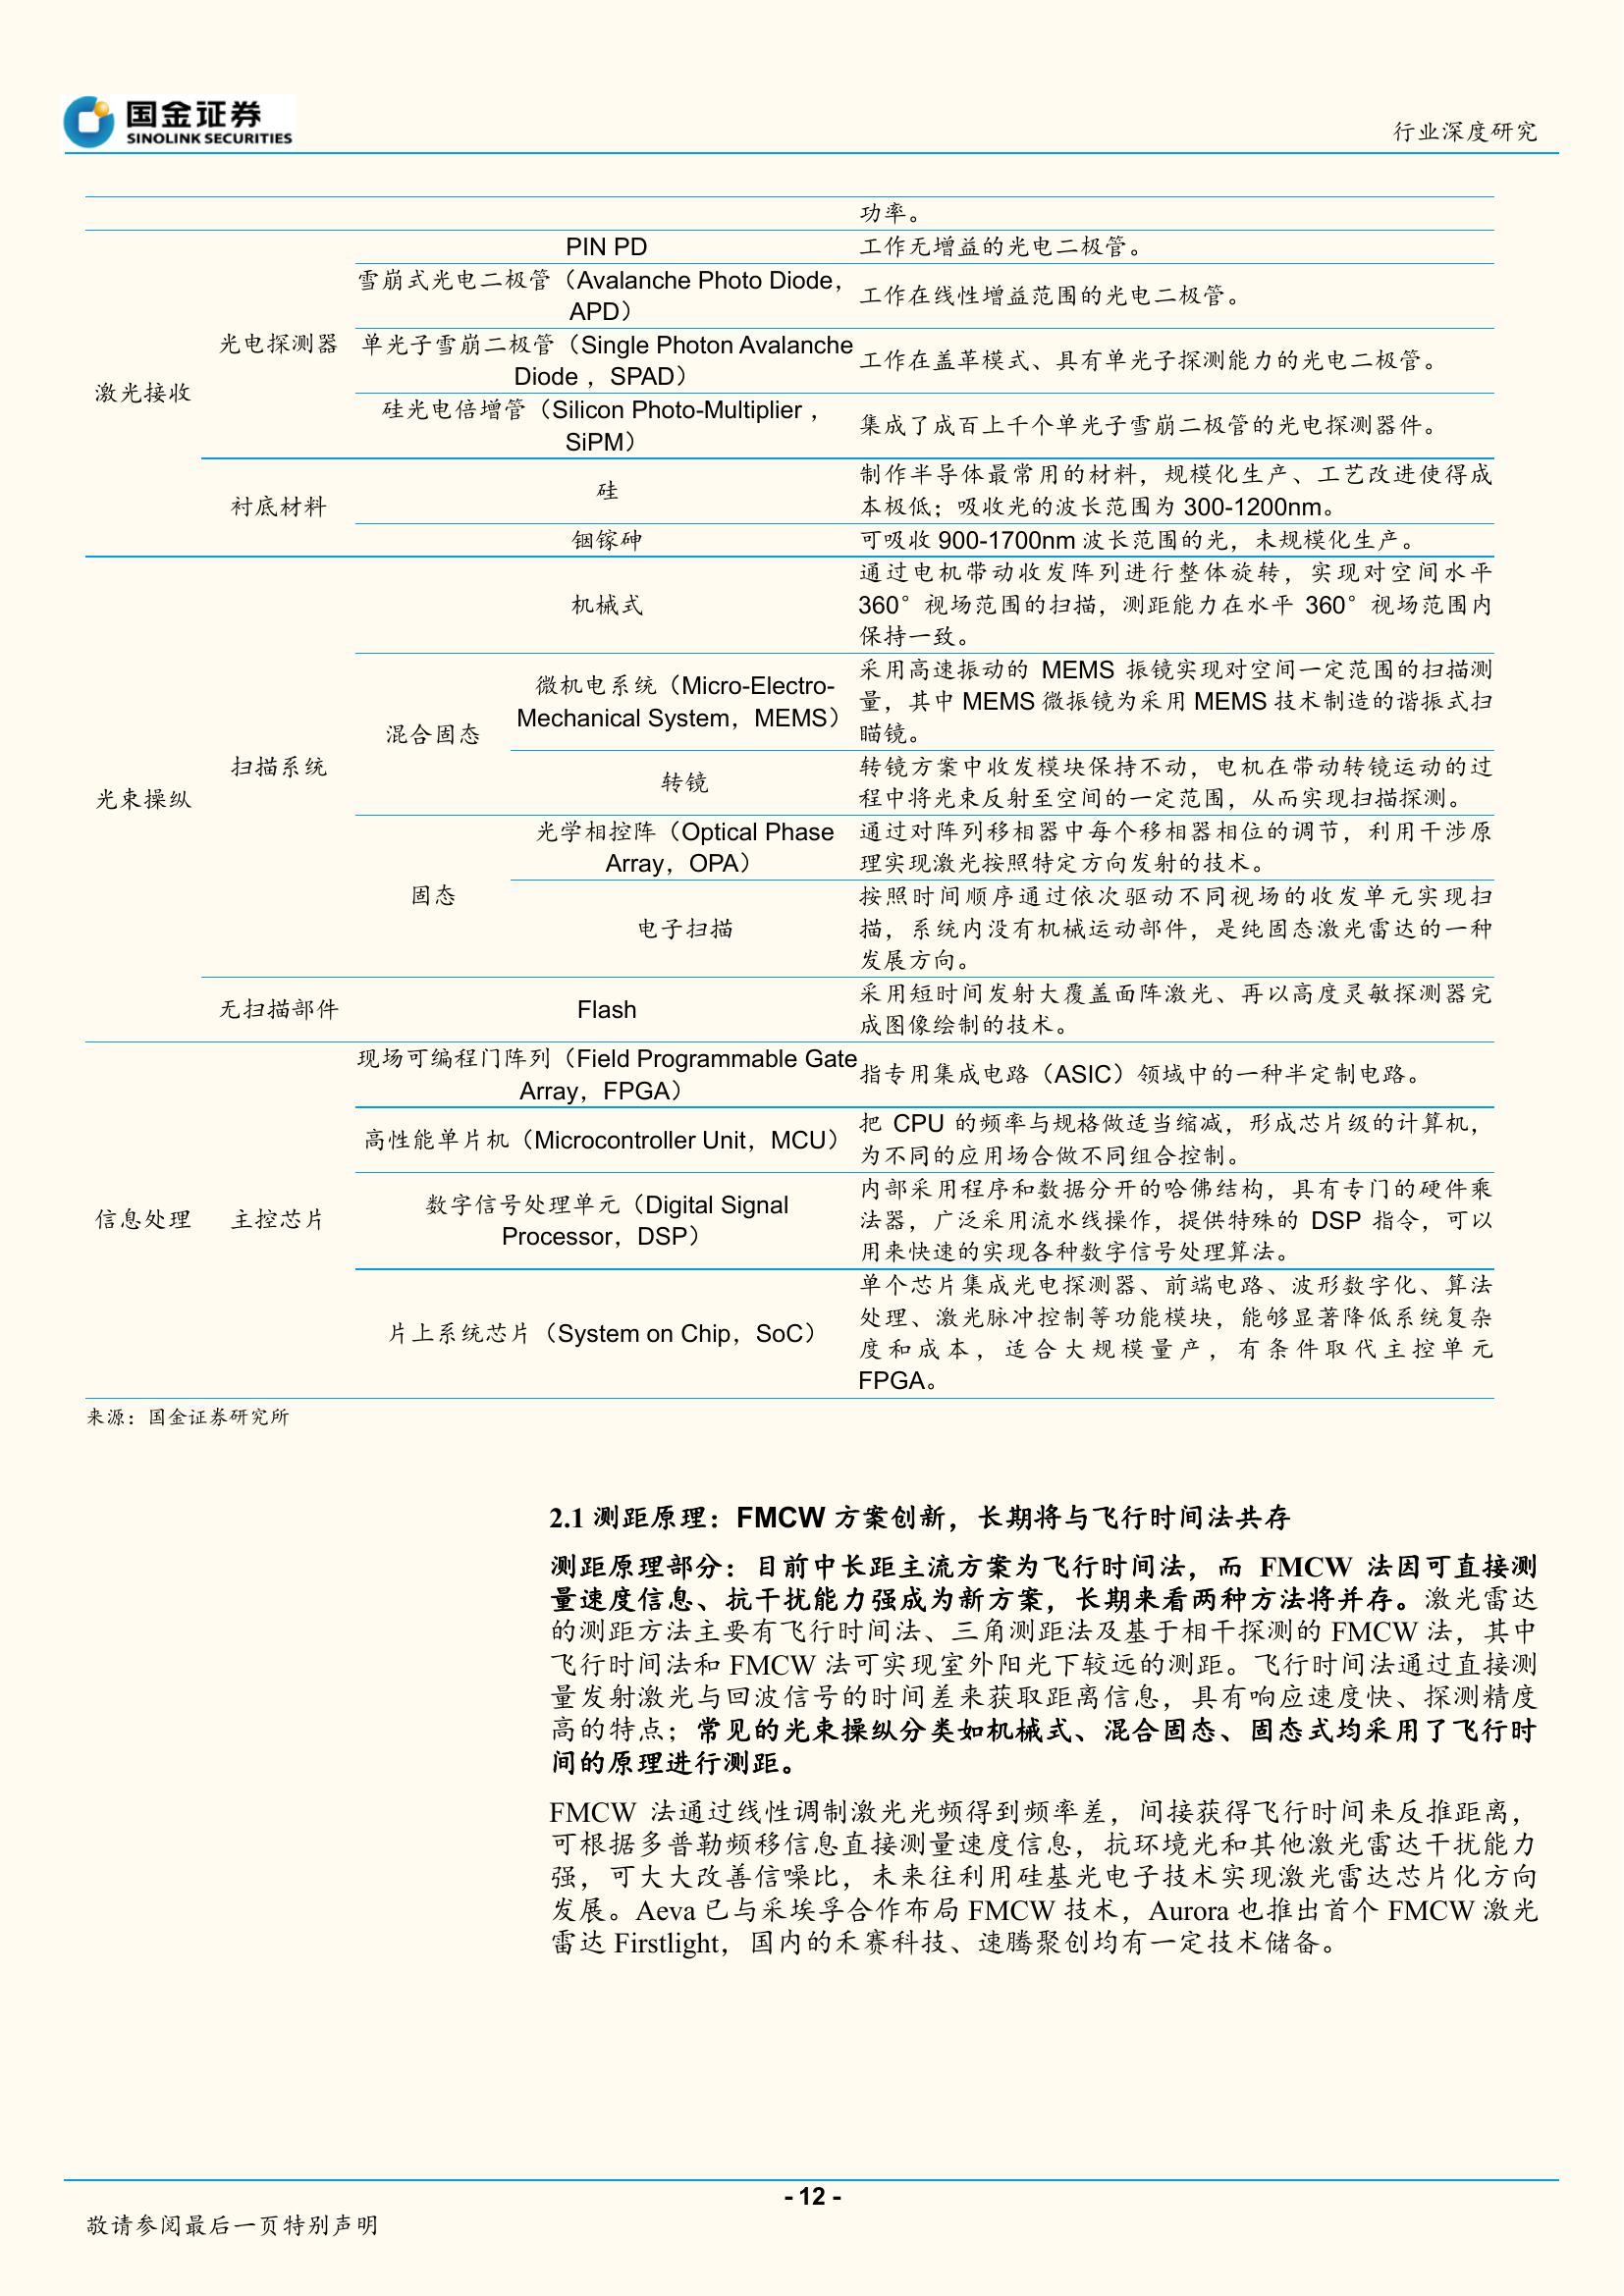 国金证券
SINOLINK SECURITIES
行业深度研究
功率。
激光接收
光电探测器
PIN PD
工作无增益的光电二极管。
雪崩式光电二极管（Avalanche Photo Diode，
APD）
工作在线性增益范围的光电二极管。
单光子雪崩二极管（Single Photon Avalanche
Diode ，SPAD）
工作在盖革模式、具有单光子探测能力的光电二极管。
硅光电倍增管（Silicon Photo-Multiplier ，
SiPM）
集成了成百上千个单光子雪崩二极管的光电探测器件。
衬底材料
硅
制作半导体最常用的材料，规模化生产、工艺改进使得成
本极低；吸收光的波长范围为 300-1200nm。
铟镓砷
可吸收 900-1700nm 波长范围的光，未规模化生产。
光束操纵
扫描系统
机械式
通过电机带动收发阵列进行整体旋转，实现对空间水平
360°视场范围的扫描，测距能力在水平 360°视场范围内
保持一致。
混合固态
微机电系统（Micro-Electro-
Mechanical System，MEMS）
采用高速振动的 MEMS 振镜实现对空间一定范围的扫描测
量，其中 MEMS 微振镜为采用 MEMS 技术制造的谐振式扫
瞄镜。
转镜
转镜方案中收发模块保持不动，电机在带动转镜运动的过
程中将光束反射至空间的一定范围，从而实现扫描探测。
固态
光学相控阵（Optical Phase
Array，OPA）
通过对阵列移相器中每个移相器相位的调节，利用干涉原
理实现激光按照特定方向发射的技术。
电子扫描
按照时间顺序通过依次驱动不同视场的收发单元实现扫
描，系统内没有机械运动部件，是纯固态激光雷达的一种
发展方向。
无扫描部件
Flash
采用短时间发射大覆盖面阵激光、再以高度灵敏探测器完
成图像绘制的技术。
信息处理
主控芯片
现场可编程门阵列（Field Programmable Gate
Array，FPGA）
指专用集成电路（ASIC）领域中的一种半定制电路。
高性能单片机（Microcontroller Unit，MCU）
把 CPU 的频率与规格做适当缩减，形成芯片级的计算机，
为不同的应用场合做不同组合控制。
数字信号处理单元（Digital Signal
Processor，DSP）
内部采用程序和数据分开的哈佛结构，具有专门的硬件乘
法器，广泛采用流水线操作，提供特殊的 DSP 指令，可以
用来快速的实现各种数字信号处理算法。
片上系统芯片（System on Chip，SoC）
单个芯片集成光电探测器、前端电路、波形数字化、算法
处理、激光脉冲控制等功能模块，能够显著降低系统复杂
度和成本，适合大规模量产，有条件取代主控单元
FPGA。
来源：国金证券研究所
2.1 测距原理：FMCW 方案创新，长期将与飞行时间法共存
测距原理部分：目前中长距主流方案为飞行时间法，而 FMCW 法因可直接测
量速度信息、抗干扰能力强成为新方案，长期来看两种方法将并存。激光雷达
的测距方法主要有飞行时间法、三角测距法及基于相干探测的 FMCW 法，其中
飞行时间法和 FMCW 法可实现室外阳光下较远的测距。飞行时间法通过直接测
量发射激光与回波信号的时间差来获取距离信息，具有响应速度快、探测精度
高的特点；常见的光束操纵分类如机械式、混合固态、固态式均采用了飞行时
间的原理进行测距。
FMCW 法通过线性调制激光光频得到频率差，间接获得飞行时间来反推距离，
可根据多普勒频移信息直接测量速度信息，抗环境光和其他激光雷达干扰能力
强，可大大改善信噪比，未来往利用硅基光电子技术实现激光雷达芯片化方向
发展。Aeva 已与采埃孚合作布局 FMCW 技术，Aurora 也推出首个 FMCW 激光
雷达 Firstlight，国内的禾赛科技、速腾聚创均有一定技术储备。
- 12 -
敬请参阅最后一页特别声明